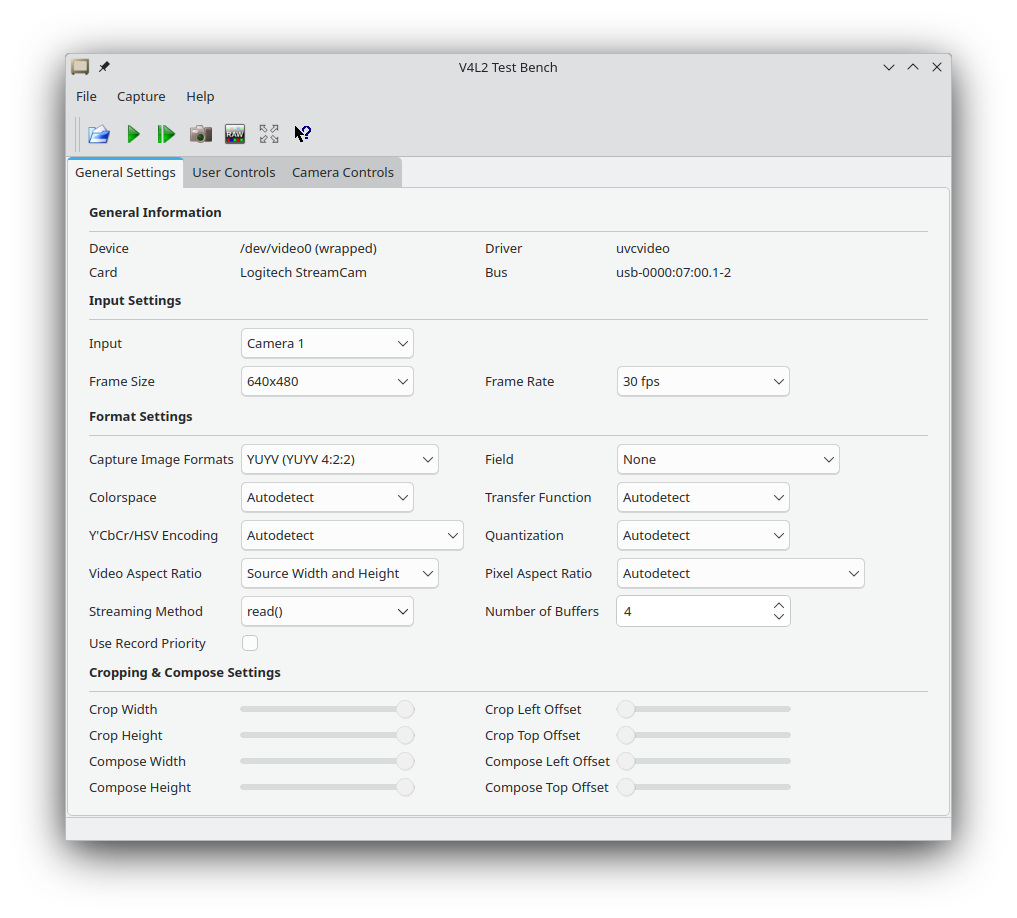 V4L2 Test Bench
File Capture Help
RAW
General Settings User Controls Camera Controls
General Information
Device /dev/video0 (wrapped) Driver uvcvideo
Card Logitech StreamCam Bus usb-0000:07:00.1-2
Input Settings
Input Camera 1
Frame Size 640x480 Frame Rate 30 fps
Format Settings
Capture Image Formats YUYV (YUYV 4:2:2) Field None
Colorspace Autodetect Transfer Function Autodetect
Y'CbCr/HSV Encoding Autodetect Quantization Autodetect
Video Aspect Ratio Source Width and Height Pixel Aspect Ratio Autodetect
Streaming Method read() Number of Buffers 4
Use Record Priority
Cropping & Compose Settings
Crop Width Crop Left Offset
Crop Height Crop Top Offset
Compose Width Compose Left Offset
Compose Height Compose Top Offset